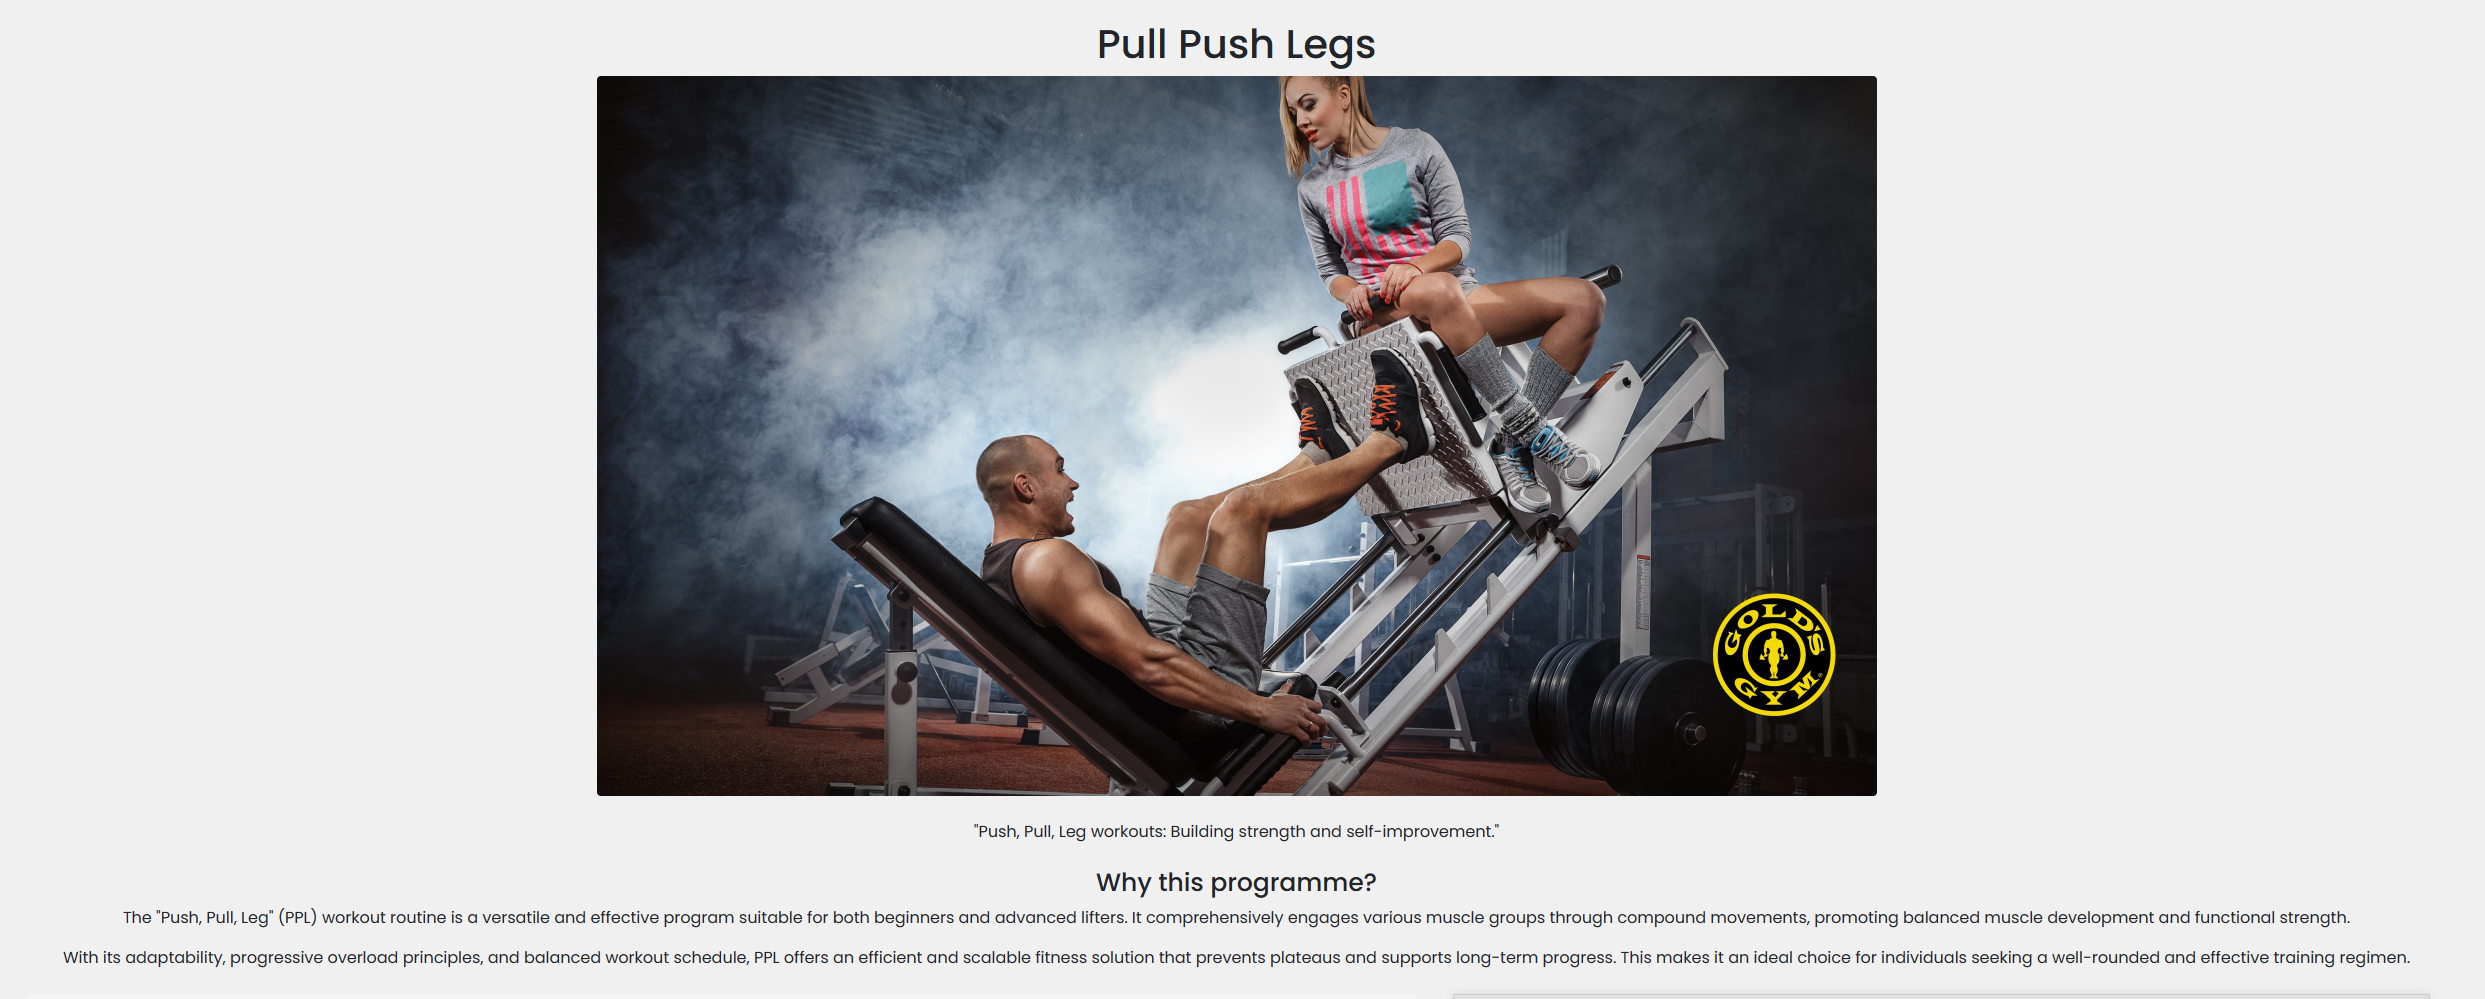 Pull Push Legs
GOLD'S
GYM
"Push, Pull, Leg workouts: Building strength and self-improvement."
Why this programme?
The "Push, Pull, Leg" (PPL) workout routine is a versatile and effective program suitable for both beginners and advanced lifters. It comprehensively engages various muscle groups through compound movements, promoting balanced muscle development and functional strength.
With its adaptability, progressive overload principles, and balanced workout schedule, PPL offers an efficient and scalable fitness solution that prevents plateaus and supports long-term progress. This makes it an ideal choice for individuals seeking a well-rounded and effective training regimen.